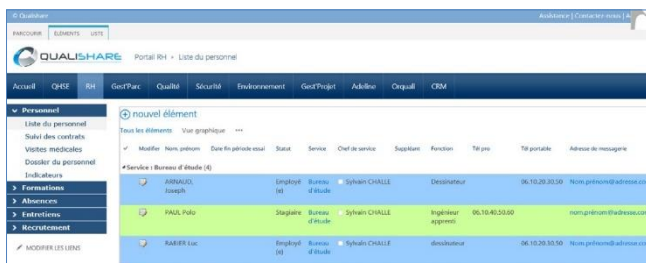 © Qualishare
Assistance | Contactez-nous | A
PARCOURIR ÉLÉMENTS LISTE
QUALISHARE Portail RH Liste du personnel
Accueil QHSE RH Gest'Parc Qualité Sécurité Environnement Gest'Projet Adeline Orquali CRM
Personnel
Liste du personnel
Suivi des contrats
Visites médicales
Dossier du personnel
Indicateurs
Formations
Absences
Entretiens
Recrutement
MODIFIER LES LIENS
nouvel élément
Tous les éléments Vue graphique ...
Modifier Nom, prénom Date fin période essai Statut Service Chef de service Suppléant Fonction Tél pro Tél portable Adresse de messagerie
Service : Bureau d'étude (4)
ARNAUD, Joseph Employé (e) Bureau d'étude Sylvain CHALLE Dessinateur 06.10.20.30.50 Nom.prénom@adresse.co
PAUL Polo Stagiaire Bureau d'étude Sylvain CHALLE Ingénieur apprenti 06.10.40.50.60 nom.prénom@adresse.co
RABIER Luc Employé (e) Bureau d'étude Sylvain CHALLE dessinateur 06.10.20.30.50 Nom.prénom@adresse.co